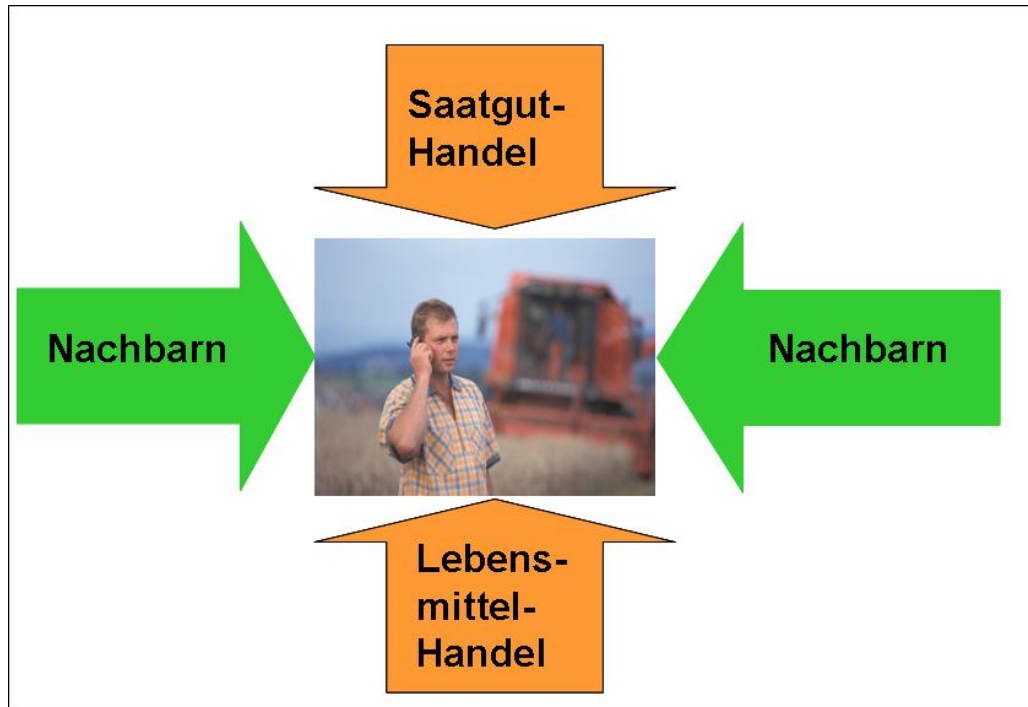 Saatgut-
Handel
Nachbarn
Nachbarn
Lebens-
mittel-
Handel